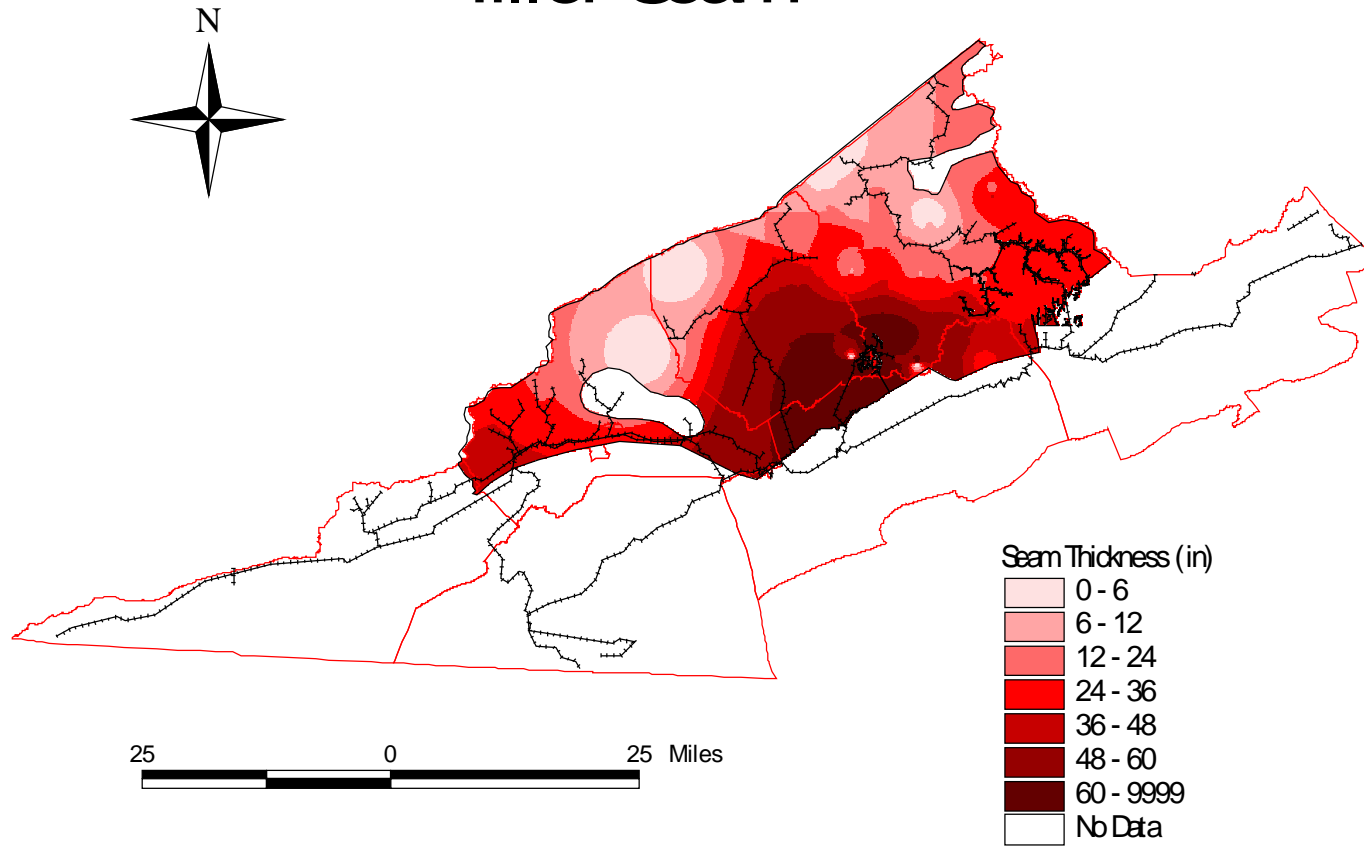 Seam
N
Seam Thickness (in)
0 - 6
6 - 12
12 - 24
24 - 36
36 - 48
48 - 60
60 - 9999
No Data
25 0 25 Miles